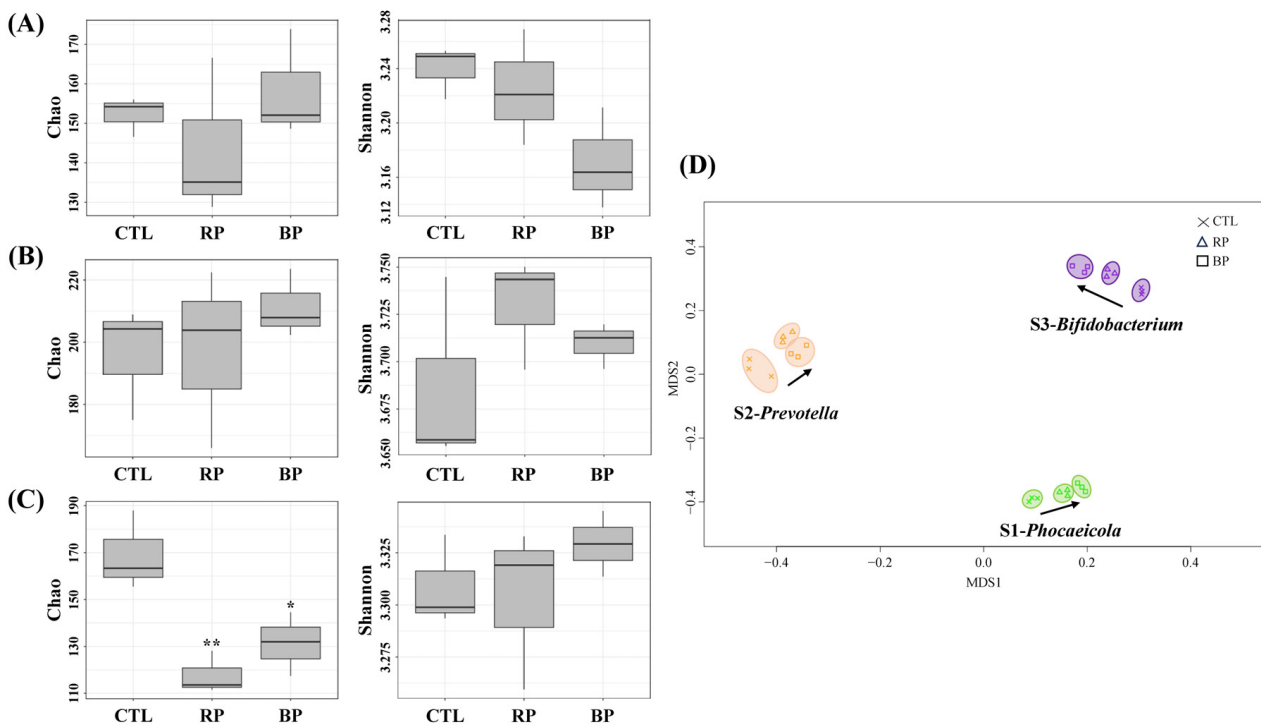 (A)
Chao
170
160
150
140
130
CTL RP BP
Shannon
3.28
3.24
3.20
3.16
3.12
CTL RP BP
(B)
Chao
220
200
180
CTL RP BP
Shannon
3.750
3.725
3.700
3.675
3.650
CTL RP BP
(C)
Chao
190
170
150
130
110
**
*
CTL RP BP
Shannon
3.325
3.300
3.275
CTL RP BP
(D)
MDS2
0.4
0.2
0.0
−0.2
−0.4
CTL
RP
BP
S3-Bifidobacterium
S2-Prevotella
S1-Phocaeicola
−0.4 −0.2 0.0 0.2 0.4
MDS1